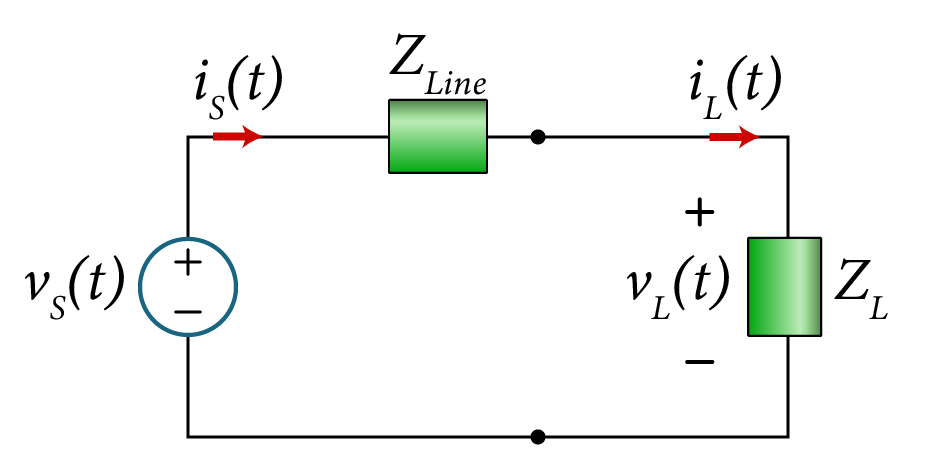 i_S(t)
Z_Line
i_L(t)
+
+
−
v_S(t)
v_L(t)
Z_L
−